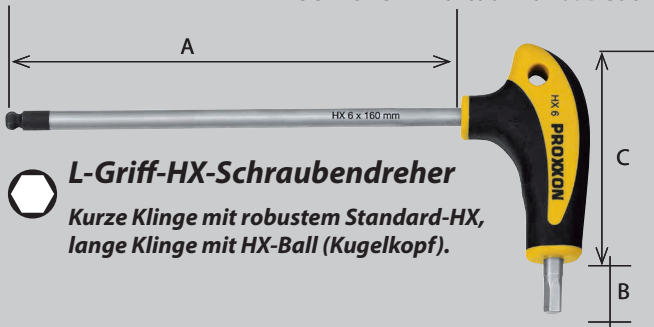 A
HX 6 x 160 mm
HX 6 PROXXON
C
L-Griff-HX-Schraubendreher
Kurze Klinge mit robustem Standard-HX,
lange Klinge mit HX-Ball (Kugelkopf).
B